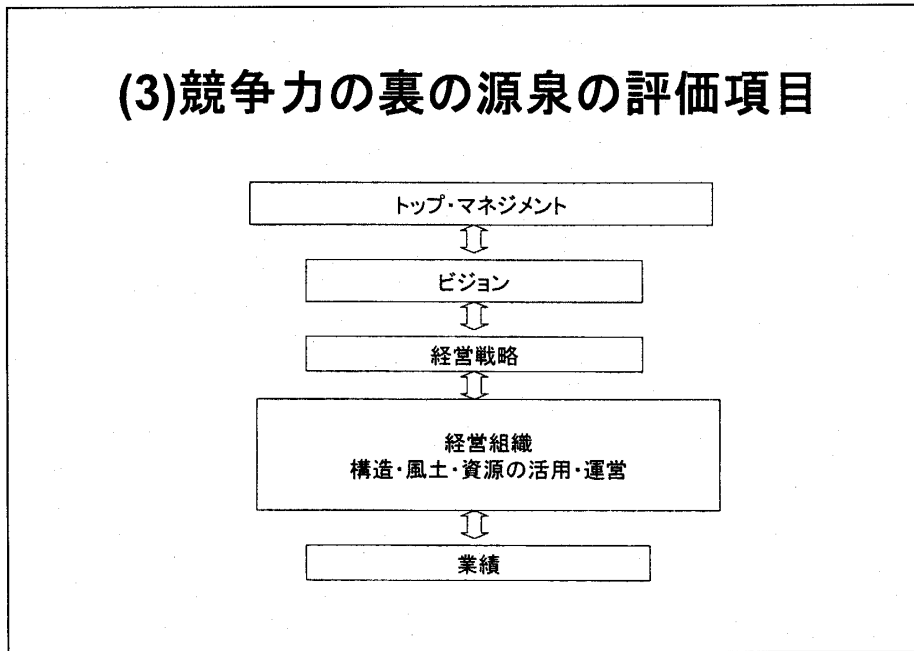 (3)競争力の裏の源泉の評価項目
トップ・マネジメント
ビジョン
経営戦略
経営組織
構造・風土・資源の活用・運営
業績